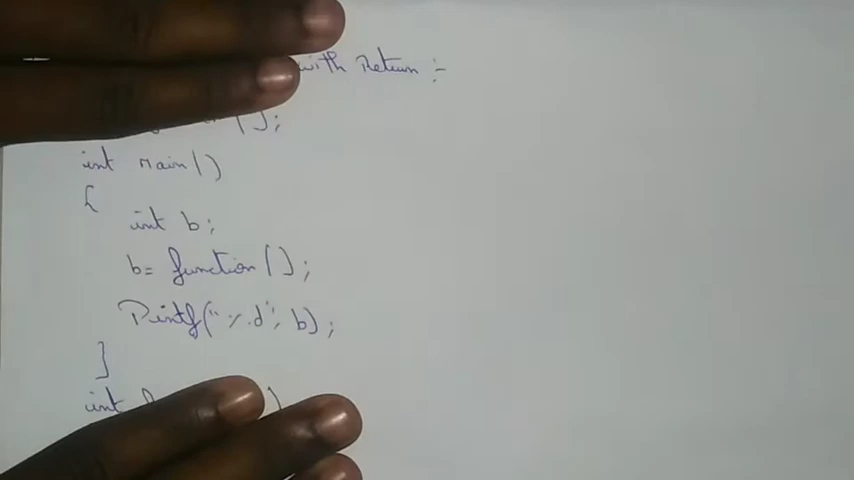 with Return :-
int main()
{
int b;
b= function();
Printf("%d", b);
}
int